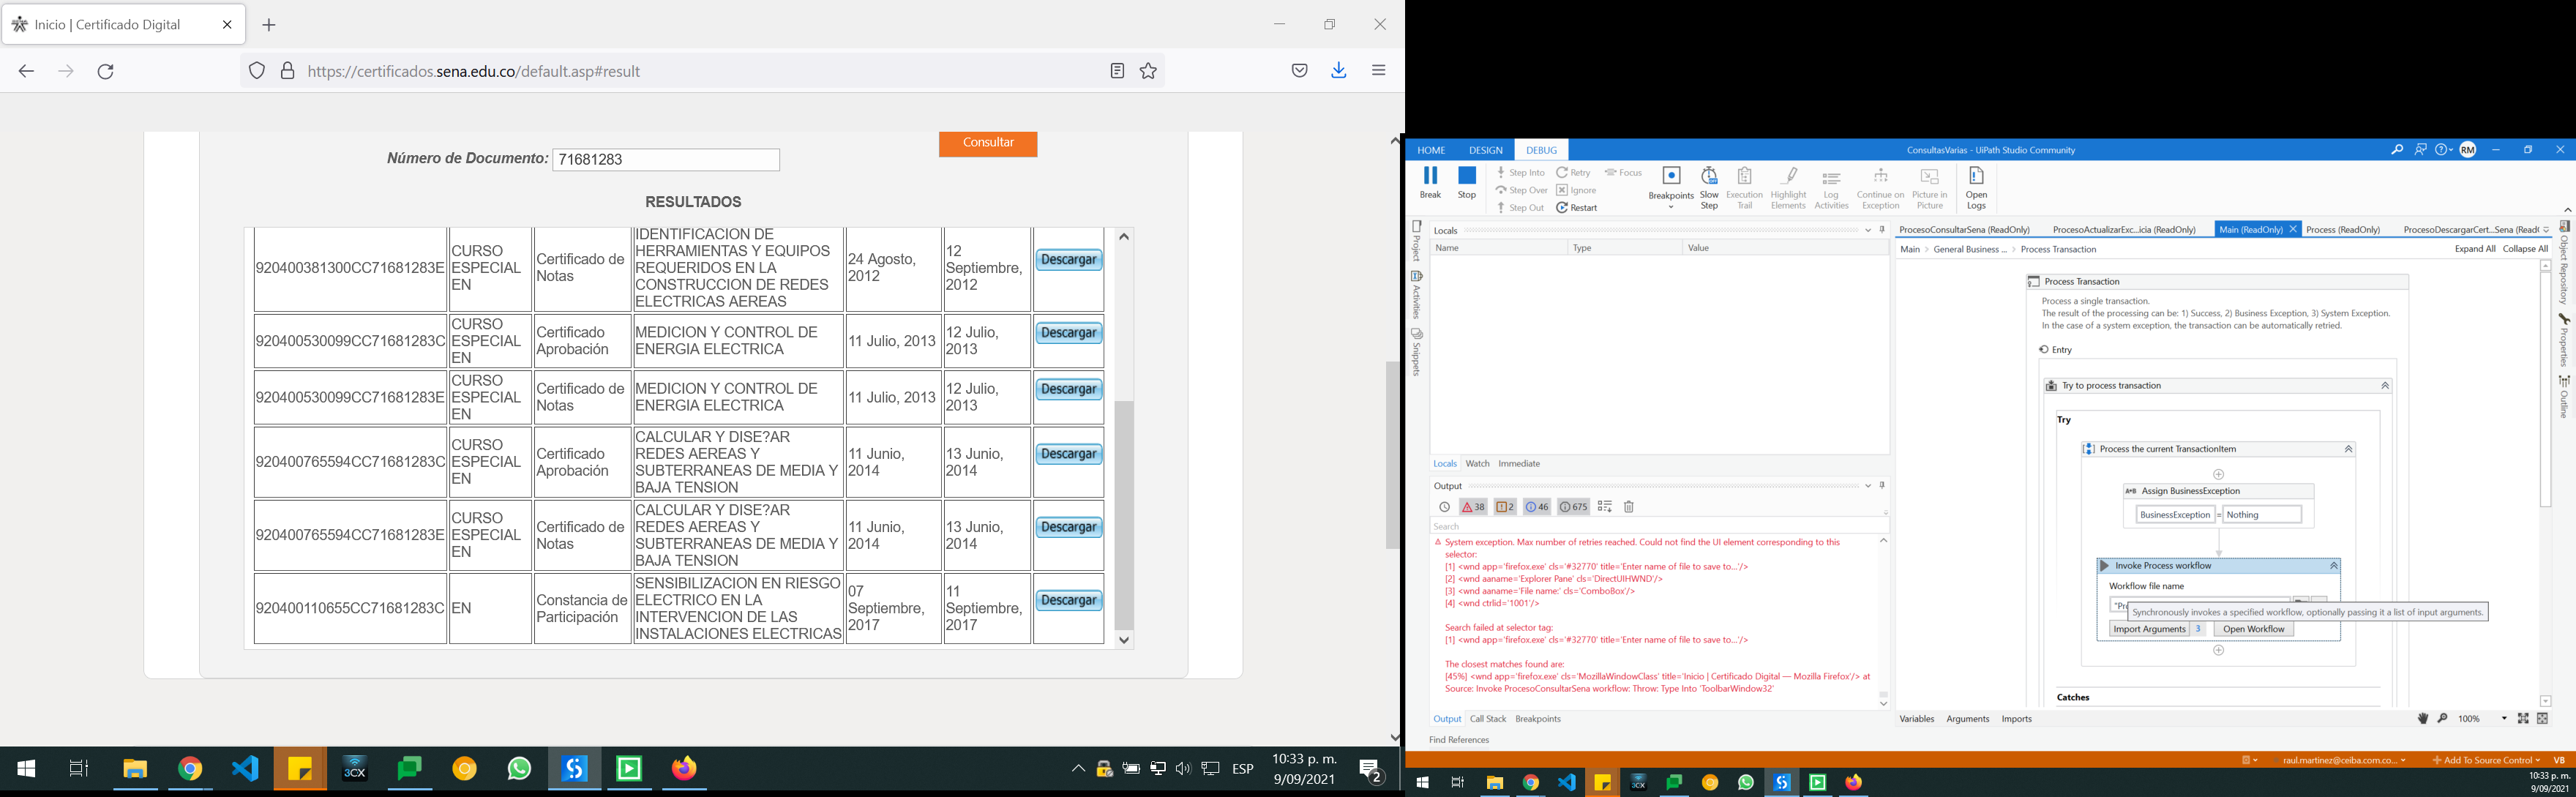 Inicio | Certificado Digital
https://certificados.sena.edu.co/default.asp#result
Consultar
Número de Documento: 71681283
RESULTADOS
920400381300CC71681283E
CURSO
ESPECIAL
EN
Certificado de
Notas
IDENTIFICACION DE
HERRAMIENTAS Y EQUIPOS
REQUERIDOS EN LA
CONSTRUCCION DE REDES
ELECTRICAS AEREAS
24 Agosto,
2012
12
Septiembre,
2012
Descargar
920400530099CC71681283C
CURSO
ESPECIAL
EN
Certificado
Aprobación
MEDICION Y CONTROL DE
ENERGIA ELECTRICA
11 Julio, 2013
12 Julio,
2013
Descargar
920400530099CC71681283E
CURSO
ESPECIAL
EN
Certificado de
Notas
MEDICION Y CONTROL DE
ENERGIA ELECTRICA
11 Julio, 2013
12 Julio,
2013
Descargar
920400765594CC71681283C
CURSO
ESPECIAL
EN
Certificado
Aprobación
CALCULAR Y DISE?AR
REDES AEREAS Y
SUBTERRANEAS DE MEDIA Y
BAJA TENSION
11 Junio,
2014
13 Junio,
2014
Descargar
920400765594CC71681283E
CURSO
ESPECIAL
EN
Certificado de
Notas
CALCULAR Y DISE?AR
REDES AEREAS Y
SUBTERRANEAS DE MEDIA Y
BAJA TENSION
11 Junio,
2014
13 Junio,
2014
Descargar
920400110655CC71681283C
EN
Constancia de
Participación
SENSIBILIZACION EN RIESGO
ELECTRICO EN LA
INTERVENCION DE LAS
INSTALACIONES ELECTRICAS
07
Septiembre,
2017
11
Septiembre,
2017
Descargar
3CX
ESP
10:33 p. m.
9/09/2021
2
HOME DESIGN DEBUG
ConsultasVarias - UiPath Studio Community
RM
Break
Stop
Step Into
Step Over
Step Out
Retry
Ignore
Restart
Focus
Breakpoints
Slow
Step
Execution
Trail
Highlight
Elements
Log
Activities
Continue on
Exception
Picture in
Picture
Open
Logs
Project
Activities
Snippets
Locals
Name Type Value
Locals Watch Immediate
Output
38 2 46 675
Search
System exception. Max number of retries reached. Could not find the UI element corresponding to this
selector:
[1] <wnd app='firefox.exe' cls='#32770' title='Enter name of file to save to...'/>
[2] <wnd aaname='Explorer Pane' cls='DirectUIHWND'/>
[3] <wnd aaname='File name:' cls='ComboBox'/>
[4] <wnd ctrlid='1001'/>
Search failed at selector tag:
[1] <wnd app='firefox.exe' cls='#32770' title='Enter name of file to save to...'/>
The closest matches found are:
[45%] <wnd app='firefox.exe' cls='MozillaWindowClass' title='Inicio | Certificado Digital — Mozilla Firefox'/> at
Source: Invoke ProcesoConsultarSena workflow: Throw: Type Into 'ToolbarWindow32'
Output Call Stack Breakpoints
Find References
ProcesoConsultarSena (ReadOnly) ProcesoActualizarExc...icia (ReadOnly) Main (ReadOnly) Process (ReadOnly) ProcesoDescargarCert...Sena (Read(
Main > General Business ... > Process Transaction
Expand All Collapse All
Process Transaction
Process a single transaction.
The result of the processing can be: 1) Success, 2) Business Exception, 3) System Exception.
In the case of a system exception, the transaction can be automatically retried.
Entry
Try to process transaction
Try
Process the current TransactionItem
A*B Assign BusinessException
BusinessException = Nothing
Invoke Process workflow
Workflow file name
"Pro
Synchronously invokes a specified workflow, optionally passing it a list of input arguments.
Import Arguments 3 Open Workflow
Catches
Variables Arguments Imports
100%
Object Repository
Properties
Outline
raul.martinez@ceiba.com.co...
Add To Source Control
VB
3CX
10:33 p. m.
9/09/2021